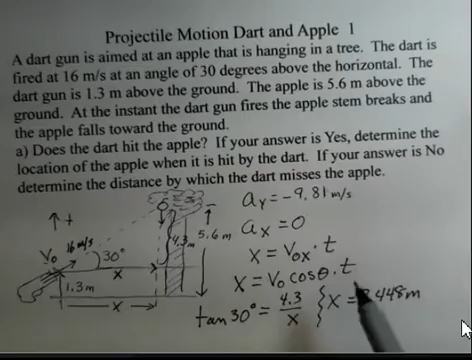 Projectile Motion Dart and Apple 1
A dart gun is aimed at an apple that is hanging in a tree. The dart is
fired at 16 m/s at an angle of 30 degrees above the horizontal. The
dart gun is 1.3 m above the ground. The apple is 5.6 m above the
ground. At the instant the dart gun fires the apple stem breaks and
the apple falls toward the ground.
a) Does the dart hit the apple? If your answer is Yes, determine the
location of the apple when it is hit by the dart. If your answer is No
determine the distance by which the dart misses the apple.
↑+
V₀ 16 m/s
30°
x
1.3 m
x
4.3 m
5.6 m
ay = -9.81 m/s
ax = 0
x = V₀x · t
x = V₀ cosθ · t
tan 30° = 4.3/x { x = .448 m